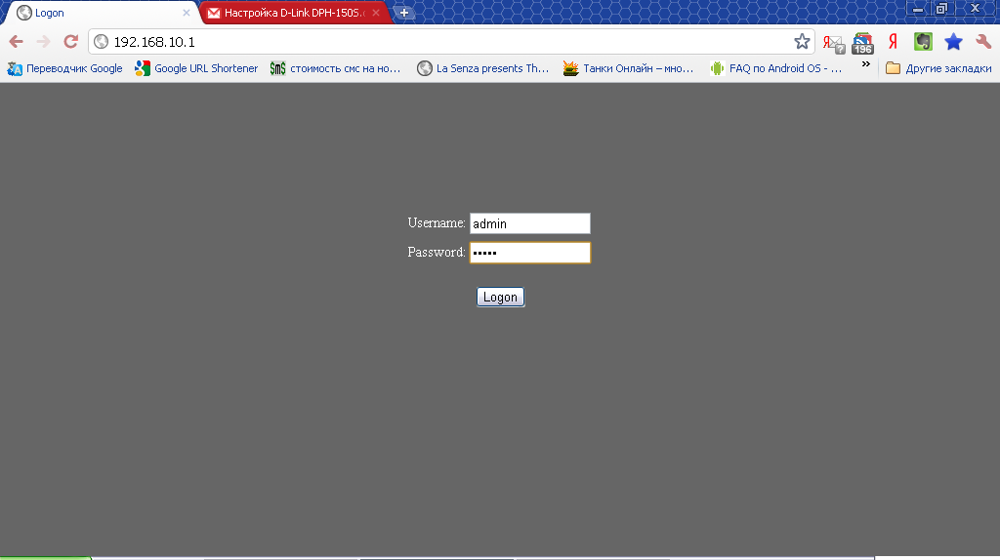 Logon
Настройка D-Link DPH-150S.
192.168.10.1
Я
196
Я
Переводчик Google
Google URL Shortener
SMS стоимость смс на но...
La Senza presents Th...
Танки Онлайн – мно...
FAQ по Android OS - ...
»
Другие закладки
Username: admin
Password: •••••
Logon